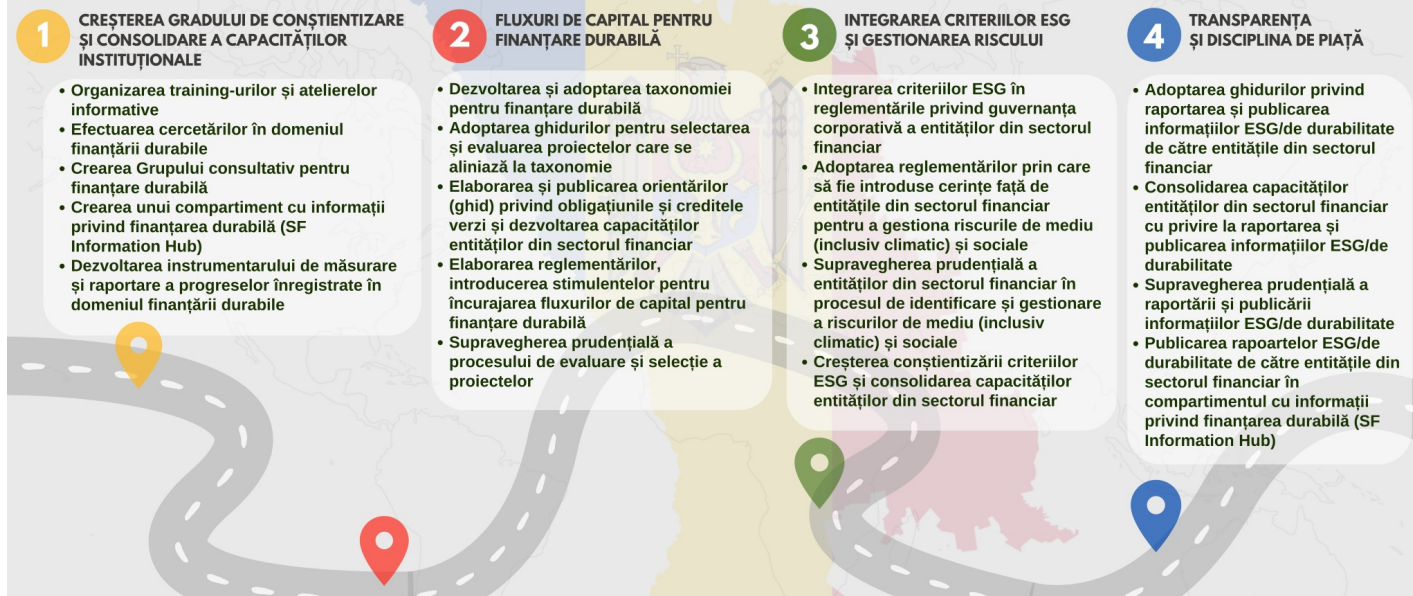 1
CREȘTEREA GRADULUI DE CONȘTIENTIZARE
ȘI CONSOLIDARE A CAPACITĂȚILOR
INSTITUȚIONALE
• Organizarea training-urilor și atelierelor
informative
• Efectuarea cercetărilor în domeniul
finanțării durabile
• Crearea Grupului consultativ pentru
finanțare durabilă
• Crearea unui compartiment cu informații
privind finanțarea durabilă (SF
Information Hub)
• Dezvoltarea instrumentarului de măsurare
și raportare a progreselor înregistrate în
domeniul finanțării durabile
2
FLUXURI DE CAPITAL PENTRU
FINANȚARE DURABILĂ
• Dezvoltarea și adoptarea taxonomiei
pentru finanțare durabilă
• Adoptarea ghidurilor pentru selectarea
și evaluarea proiectelor care se
aliniază la taxonomie
• Elaborarea și publicarea orientărilor
(ghid) privind obligațiunile și creditele
verzi și dezvoltarea capacităților
entităților din sectorul financiar
• Elaborarea reglementărilor,
introducerea stimulentelor pentru
încurajarea fluxurilor de capital pentru
finanțare durabilă
• Supravegherea prudențială a
procesului de evaluare și selecție a
proiectelor
3
INTEGRAREA CRITERIILOR ESG
ȘI GESTIONAREA RISCULUI
• Integrarea criteriilor ESG în
reglementările privind guvernanța
corporativă a entităților din sectorul
financiar
• Adoptarea reglementărilor prin care
să fie introduse cerințe față de
entitățile din sectorul financiar
pentru a gestiona riscurile de mediu
(inclusiv climatic) și sociale
• Supravegherea prudențială a
entităților din sectorul financiar în
procesul de identificare și gestionare
a riscurilor de mediu (inclusiv
climatic) și sociale
• Creșterea conștientizării criteriilor
ESG și consolidarea capacităților
entităților din sectorul financiar
4
TRANSPARENȚA
ȘI DISCIPLINA DE PIAȚĂ
• Adoptarea ghidurilor privind
raportarea și publicarea
informațiilor ESG/de durabilitate
de către entitățile din sectorul
financiar
• Consolidarea capacităților
entităților din sectorul financiar
cu privire la raportarea și
publicarea informațiilor ESG/de
durabilitate
• Supravegherea prudențială a
raportării și publicării
informațiilor ESG/de durabilitate
• Publicarea rapoartelor ESG/de
durabilitate de către entitățile din
sectorul financiar în
compartimentul cu informații
privind finanțarea durabilă (SF
Information Hub)